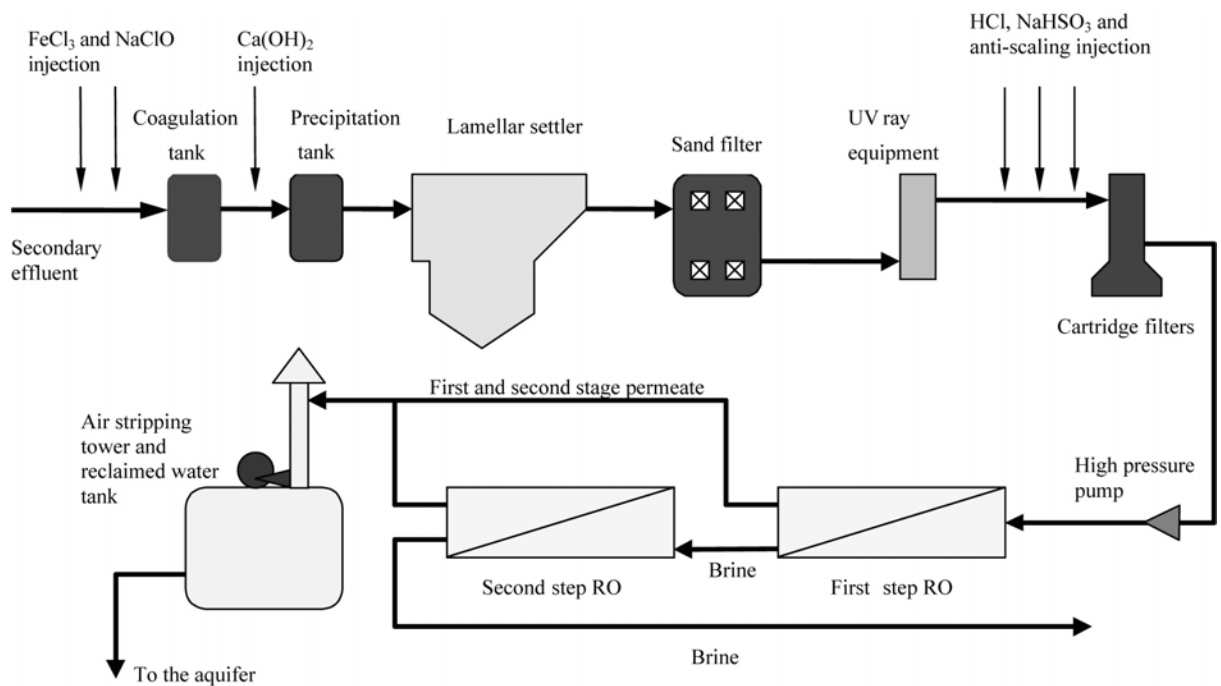 FeCl₃ and NaClO
injection
Ca(OH)₂
injection
HCl, NaHSO₃ and
anti-scaling injection
Coagulation
tank
Precipitation
tank
Lamellar settler
Sand filter
UV ray
equipment
Secondary
effluent
Cartridge filters
First and second stage permeate
Air stripping
tower and
reclaimed water
tank
High pressure
pump
Brine
Second step RO
First step RO
Brine
To the aquifer